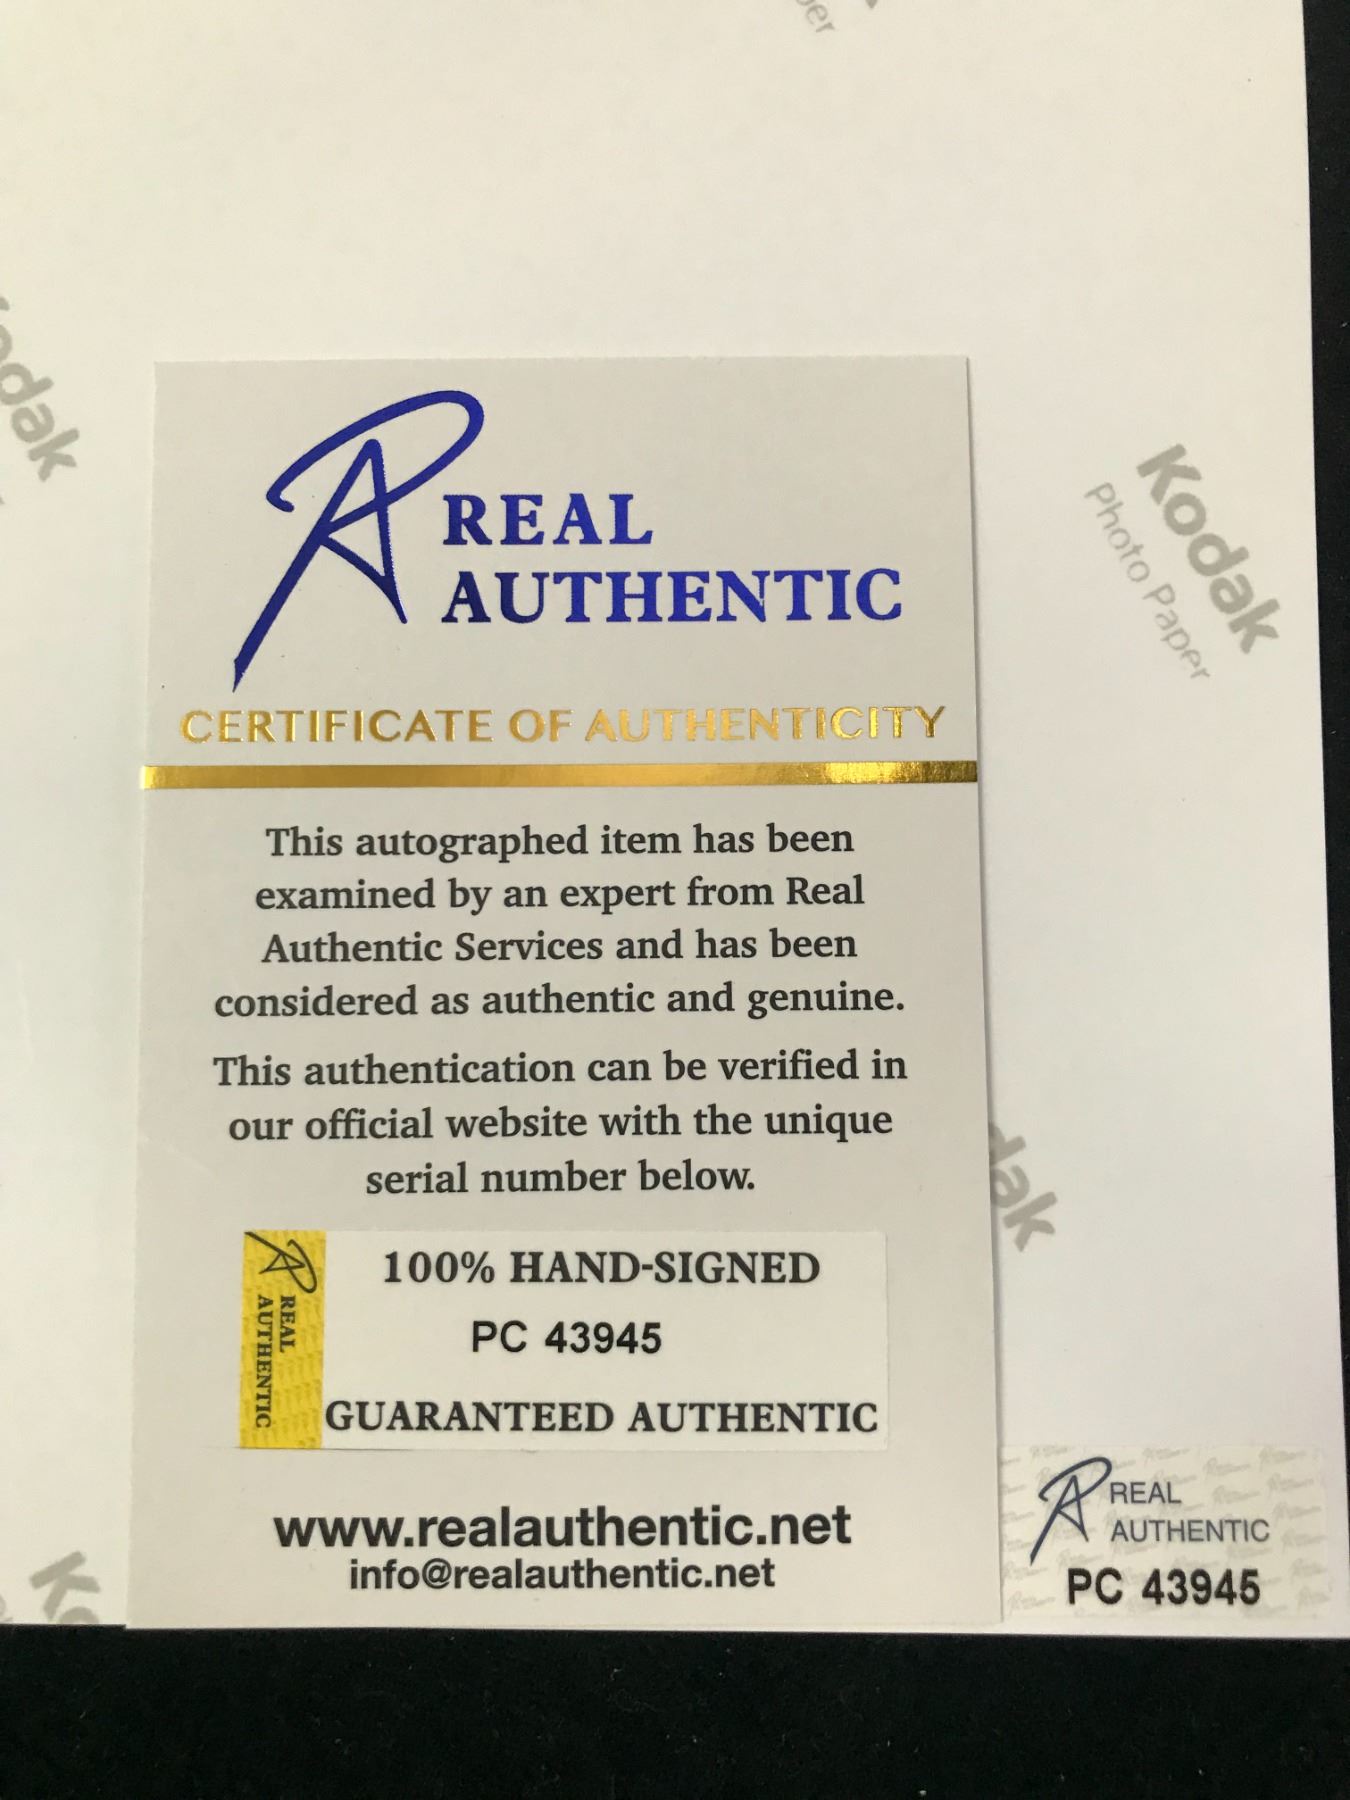 REAL
AUTHENTIC
CERTIFICATE OF AUTHENTICITY
This autographed item has been
examined by an expert from Real
Authentic Services and has been
considered as authentic and genuine.
This authentication can be verified in
our official website with the unique
serial number below.
REAL
AUTHENTIC
100% HAND-SIGNED
PC 43945
GUARANTEED AUTHENTIC
www.realauthentic.net
info@realauthentic.net
REAL
AUTHENTIC
PC 43945
Kodak
Photo Paper